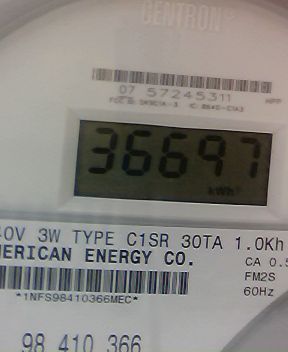 CENTRON®
07 57245311
HPP
36697
kWh
40V 3W TYPE C1SR 30TA 1.0Kh
MERICAN ENERGY CO.
CA 0.5
FM2S
60Hz
*1NFS98410366MEC*
98 410 366